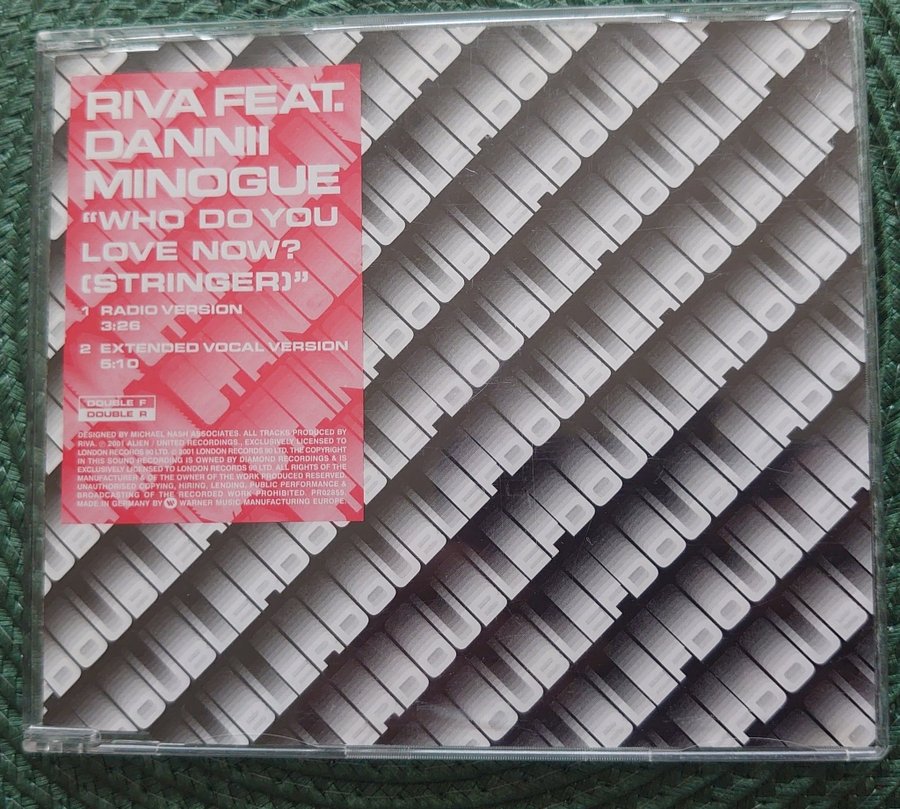 RIVA FEAT.
DANNII
MINOGUE
“WHO DO YOU
LOVE NOW?
(STRINGER)”
1 RADIO VERSION
3:26
2 EXTENDED VOCAL VERSION
5:10
DOUBLE F
DOUBLE R
DESIGNED BY MICHAEL NASH ASSOCIATES. ALL TRACKS PRODUCED BY
RIVA. ℗ 2001 ALIEN / UNITED RECORDINGS., EXCLUSIVELY LICENSED TO
LONDON RECORDS 90 LTD. © 2001 LONDON RECORDS 90 LTD. THE COPYRIGHT
IN THIS SOUND RECORDING IS OWNED BY DIAMOND RECORDINGS & IS
EXCLUSIVELY LICENSED TO LONDON RECORDS 90 LTD. ALL RIGHTS OF THE
MANUFACTURER & OF THE OWNER OF THE WORK PRODUCED RESERVED.
UNAUTHORISED COPYING, HIRING, LENDING, PUBLIC PERFORMANCE &
BROADCASTING OF THE RECORDED WORK PROHIBITED. PR02856.
MADE IN GERMANY BY WARNER MUSIC MANUFACTURING EUROPE.